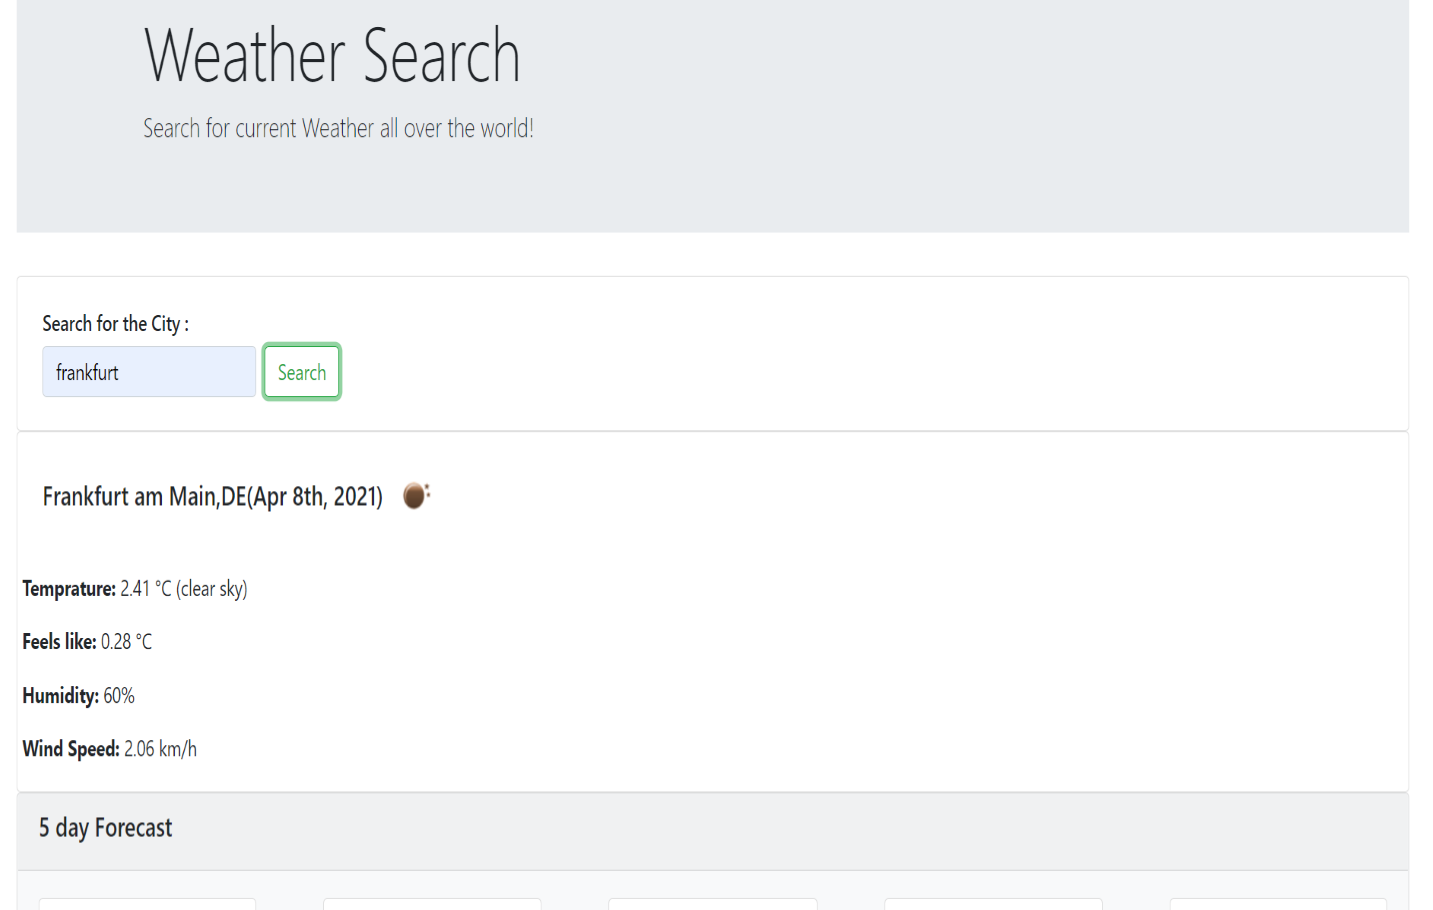 Weather Search
Search for current Weather all over the world!
Search for the City :
frankfurt
Search
Frankfurt am Main,DE(Apr 8th, 2021)
Temprature: 2.41 °C (clear sky)
Feels like: 0.28 °C
Humidity: 60%
Wind Speed: 2.06 km/h
5 day Forecast